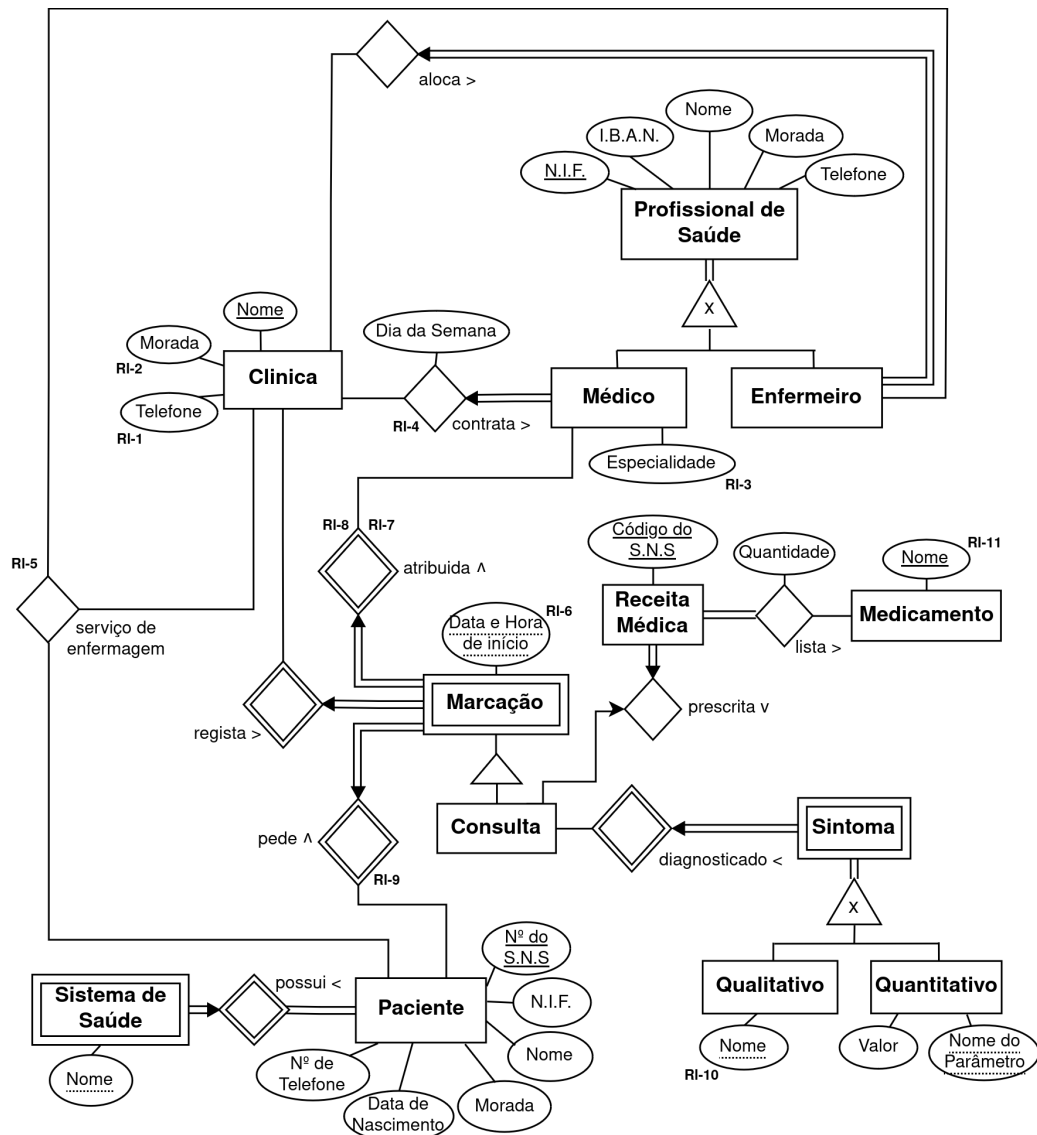 aloca >
Nome
I.B.A.N.
Morada
N.I.F.
Telefone
Profissional de
Saúde
X
Nome
Dia da Semana
Morada
RI-2
Clinica
Médico
Enfermeiro
Telefone
RI-4
contrata >
RI-1
Especialidade
RI-3
RI-8
RI-7
Código do
S.N.S
RI-11
Quantidade
Nome
RI-5
atribuida ʌ
Receita
Médica
Medicamento
RI-6
Data e Hora
de início
serviço de
enfermagem
lista >
Marcação
prescrita v
regista >
Consulta
Sintoma
pede ʌ
diagnosticado <
RI-9
X
Nº do
S.N.S
possui <
Sistema de
Saúde
Paciente
N.I.F.
Qualitativo
Quantitativo
Nome
Nome
Valor
Nome do
Parâmetro
Nº de
Telefone
RI-10
Nome
Data de
Nascimento
Morada